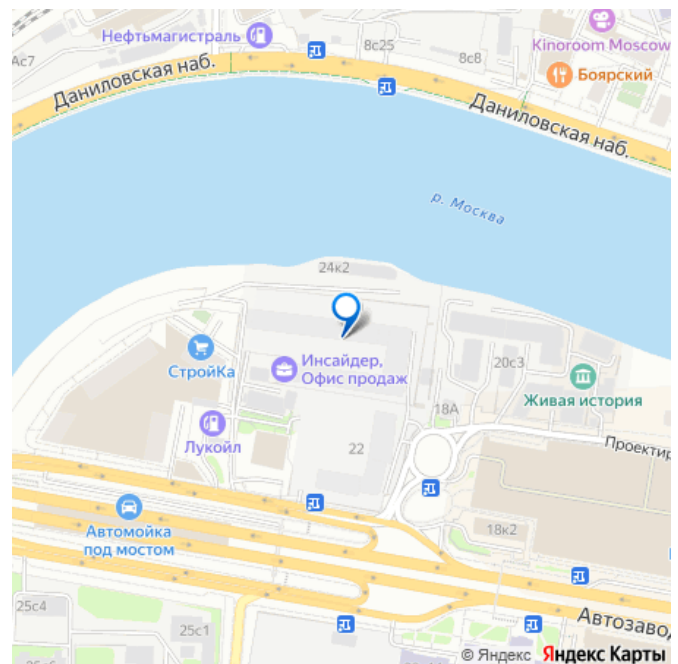 Нефтьмагистраль
8с25
Kinoroom Moscow
Ас7
8с8
Боярский
Даниловская наб.
Даниловская наб.
р. Москва
24к2
СтройКа
Инсайдер,
Офис продаж
20с3
Живая история
18А
Лукойл
22
Проектир
Автомойка
под мостом
18к2
25с4
25с1
Автозавод
© Яндекс Яндекс Карты